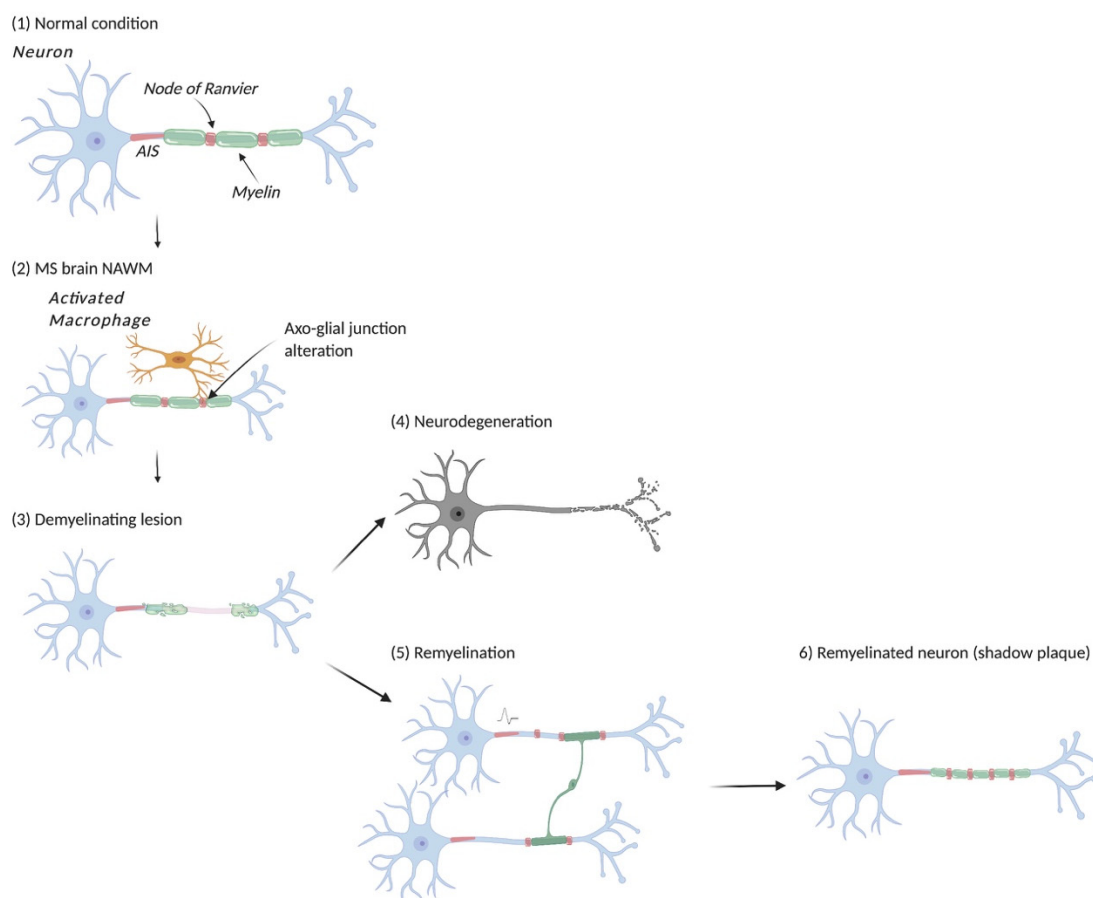 (1) Normal condition
Neuron
Node of Ranvier
AIS
Myelin
(2) MS brain NAWM
Activated
Macrophage
Axo-glial junction
alteration
(4) Neurodegeneration
(3) Demyelinating lesion
(5) Remyelination
6) Remyelinated neuron (shadow plaque)